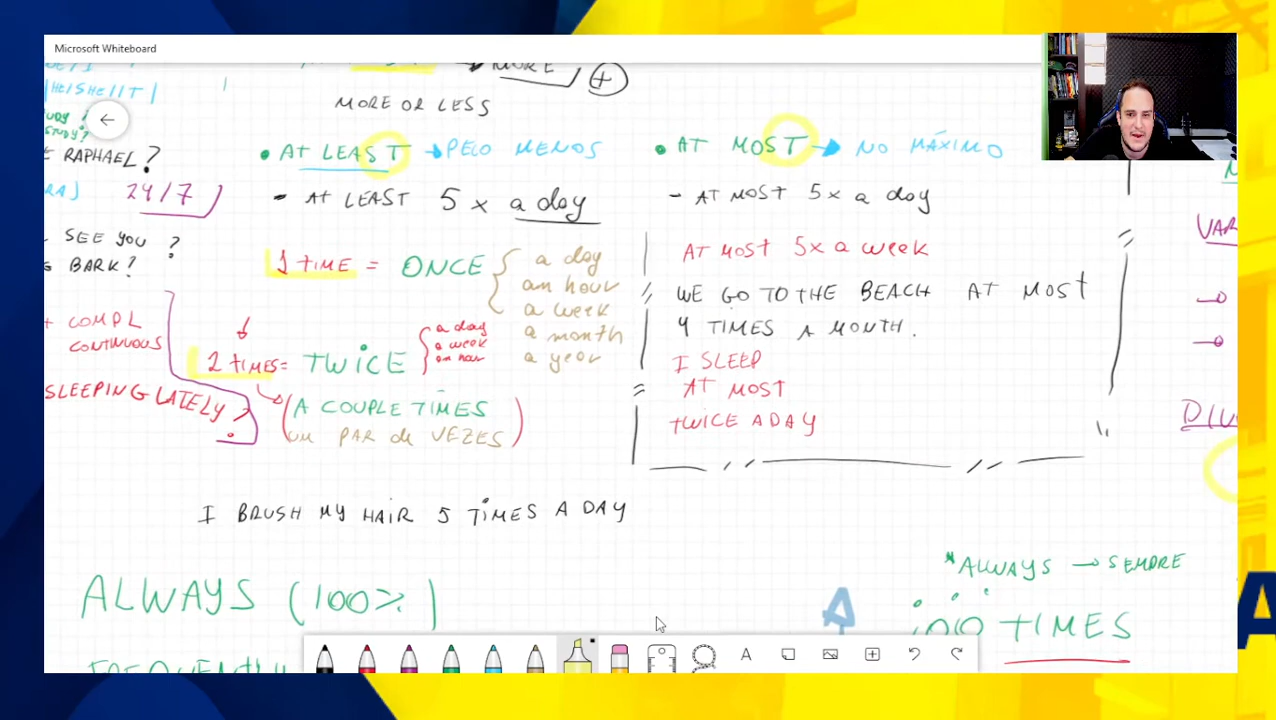 Microsoft Whiteboard
MORE
MORE OR LESS
|HE/SHE/IT|
STUDY?
E RAPHAEL?
24/7
SEE YOU ?
BARK?
+ COMPL
CONTINUOUS
SLEEPING LATELY?
• AT LEAST → PELO MENOS
- AT LEAST 5 x a day
1 TIME = ONCE
a day
an hour
a week
a month
a year
2 TIMES = TWICE
a day
a week
an hour
(A COUPLE TIMES
UM PAR de VEZES)
• AT MOST → NO MÁXIMO
- AT MOST 5 x a day
AT MOST 5x a week
WE GO TO THE BEACH AT MOST
4 TIMES A MONTH.
I SLEEP
AT MOST
TWICE A DAY
I BRUSH MY HAIR 5 TIMES A DAY
ALWAYS (100%)
FREQUENTLY
*ALWAYS → SEMPRE
100 TIMES
VAR
A
A